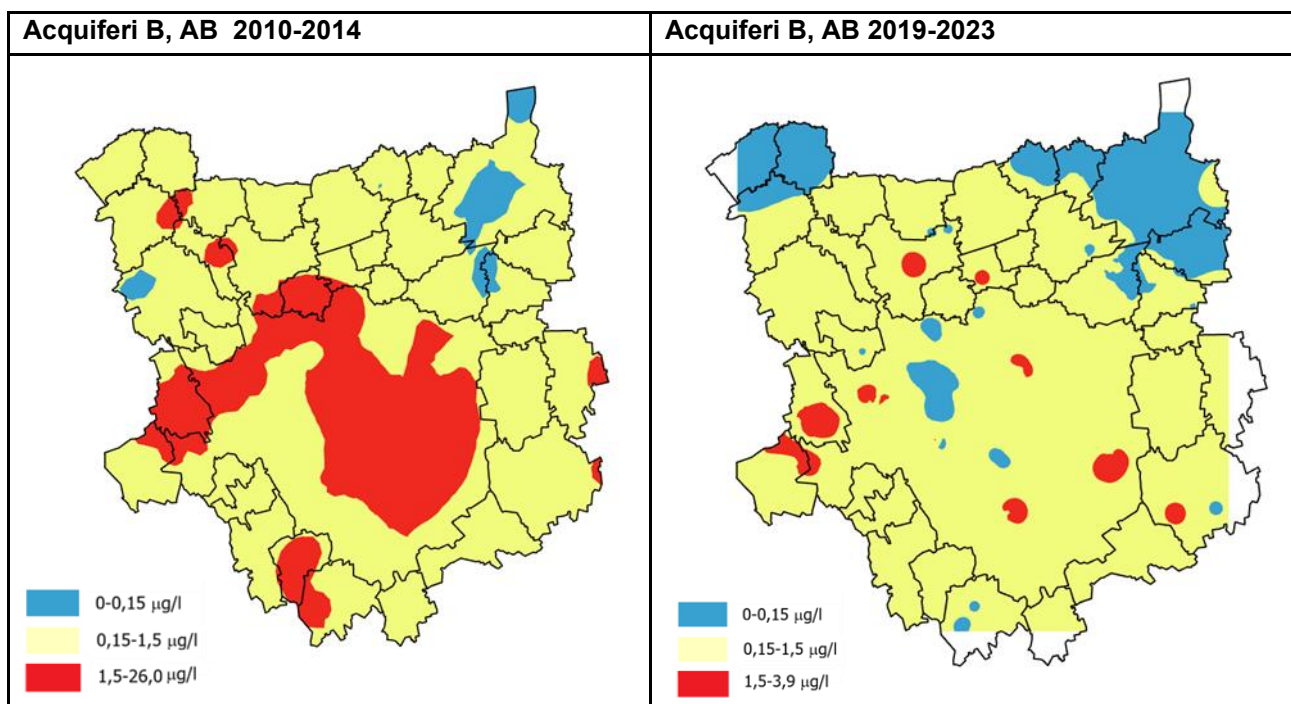 Acquiferi B, AB 2010-2014
Acquiferi B, AB 2019-2023
0-0,15 μg/l
0,15-1,5 μg/l
1,5-26,0 μg/l
0-0,15 μg/l
0,15-1,5 μg/l
1,5-3,9 μg/l